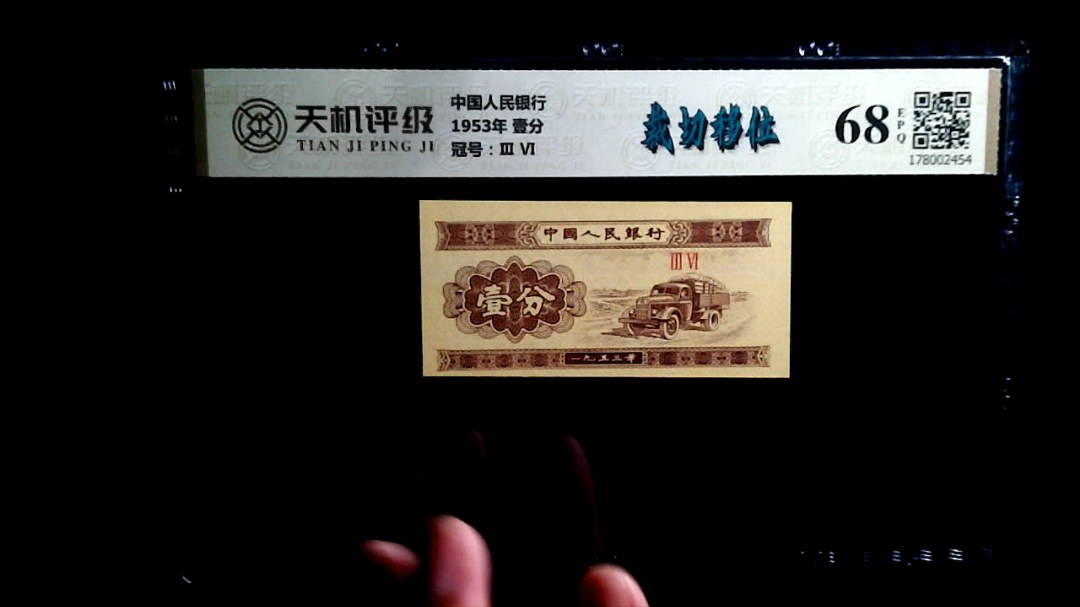 天机评级
TIAN JI PING JI
中国人民银行
1953年 壹分
冠号：Ⅲ Ⅵ
裁切移位
68
EPQ
178002454
中國人民銀行
Ⅲ Ⅵ
壹分
一九五三年